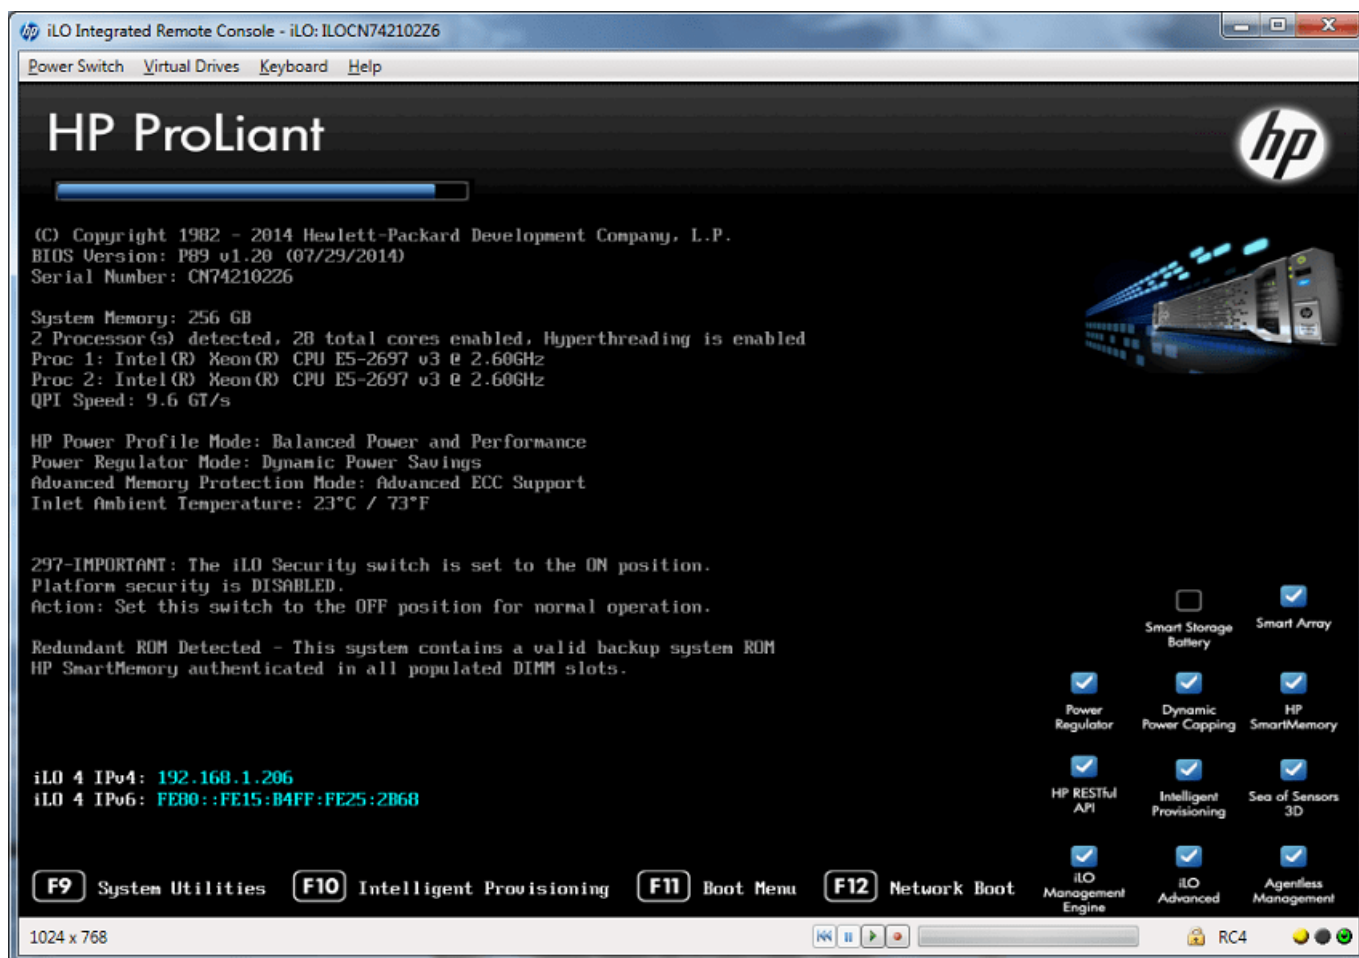 iLO Integrated Remote Console - iLO: ILOCN742102Z6
Power Switch Virtual Drives Keyboard Help
HP ProLiant
hp
(C) Copyright 1982 - 2014 Hewlett-Packard Development Company, L.P.
BIOS Version: P89 v1.20 (07/29/2014)
Serial Number: CN742102Z6
System Memory: 256 GB
2 Processor(s) detected, 28 total cores enabled, Hyperthreading is enabled
Proc 1: Intel(R) Xeon(R) CPU E5-2697 v3 @ 2.60GHz
Proc 2: Intel(R) Xeon(R) CPU E5-2697 v3 @ 2.60GHz
QPI Speed: 9.6 GT/s
HP Power Profile Mode: Balanced Power and Performance
Power Regulator Mode: Dynamic Power Savings
Advanced Memory Protection Mode: Advanced ECC Support
Inlet Ambient Temperature: 23°C / 73°F
297-IMPORTANT: The iLO Security switch is set to the ON position.
Platform security is DISABLED.
Action: Set this switch to the OFF position for normal operation.
Redundant ROM Detected - This system contains a valid backup system ROM
HP SmartMemory authenticated in all populated DIMM slots.
iLO 4 IPv4: 192.168.1.206
iLO 4 IPv6: FE80::FE15:B4FF:FE25:2B68
Smart Storage
Battery
Smart Array
Power
Regulator
Dynamic
Power Capping
HP
SmartMemory
HP RESTful
API
Intelligent
Provisioning
Sea of Sensors
3D
iLO
Management
Engine
iLO
Advanced
Agentless
Management
F9 System Utilities F10 Intelligent Provisioning F11 Boot Menu F12 Network Boot
1024 x 768
RC4